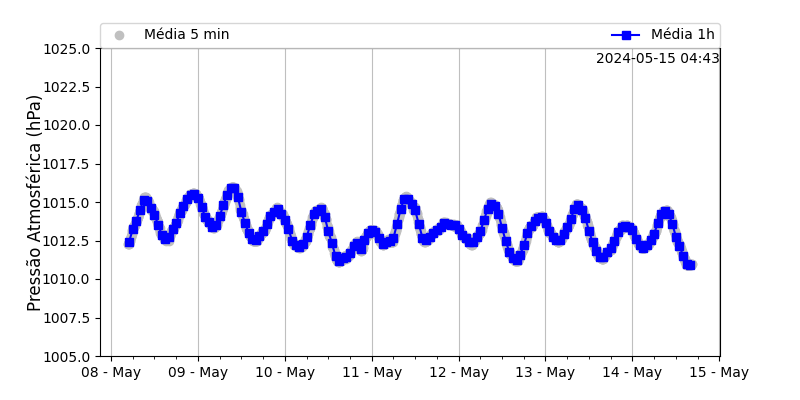 Média 5 min
Média 1h
2024-05-15 04:43
Pressão Atmosférica (hPa)
1025.0
1022.5
1020.0
1017.5
1015.0
1012.5
1010.0
1007.5
1005.0
08 - May 09 - May 10 - May 11 - May 12 - May 13 - May 14 - May 15 - May